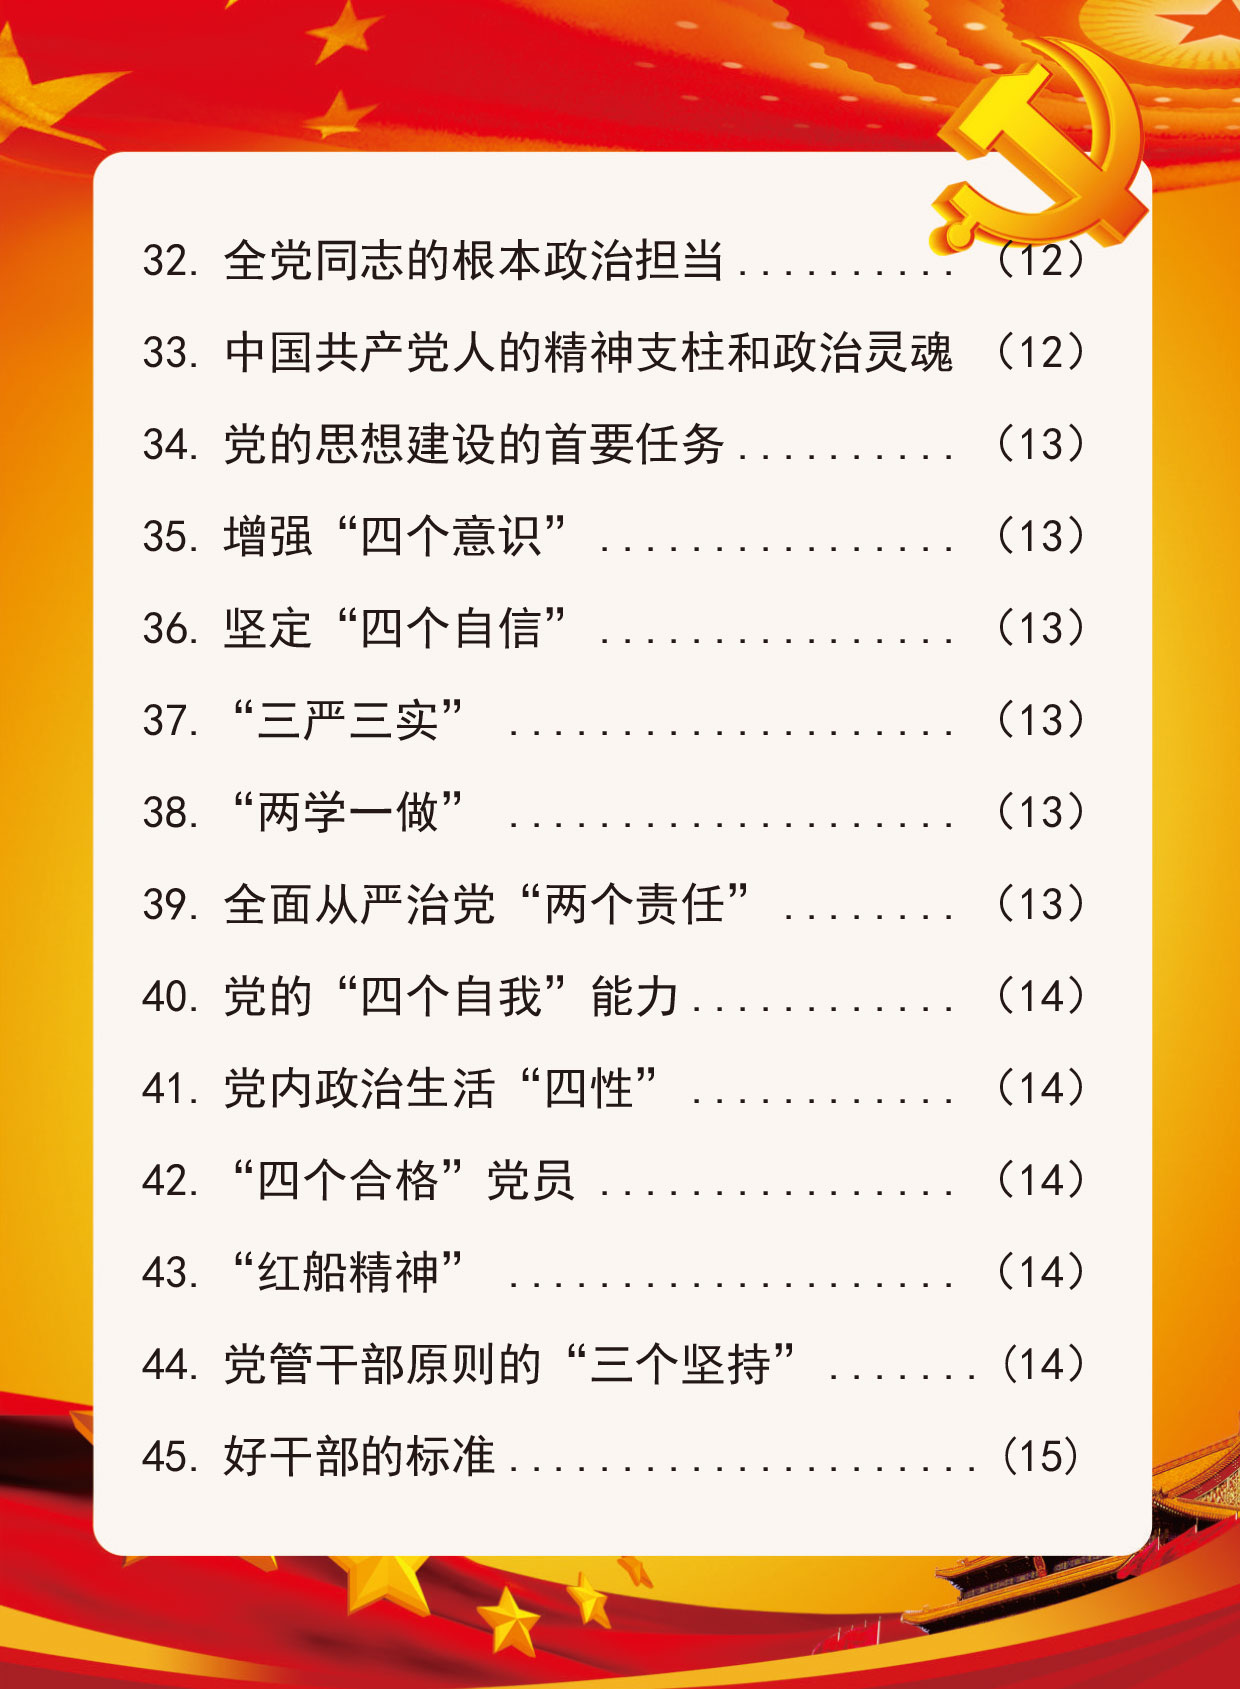 32. 全党同志的根本政治担当.......... （12）
33. 中国共产党人的精神支柱和政治灵魂 （12）
34. 党的思想建设的首要任务.......... （13）
35. 增强“四个意识” ................ （13）
36. 坚定“四个自信” ................ （13）
37. “三严三实” .................... （13）
38. “两学一做” .................... （13）
39. 全面从严治党“两个责任” ........ （13）
40. 党的“四个自我”能力............ （14）
41. 党内政治生活“四性” ............ （14）
42. “四个合格”党员 ................ （14）
43. “红船精神” .................... （14）
44. 党管干部原则的“三个坚持” .......（14）
45. 好干部的标准.....................(15)